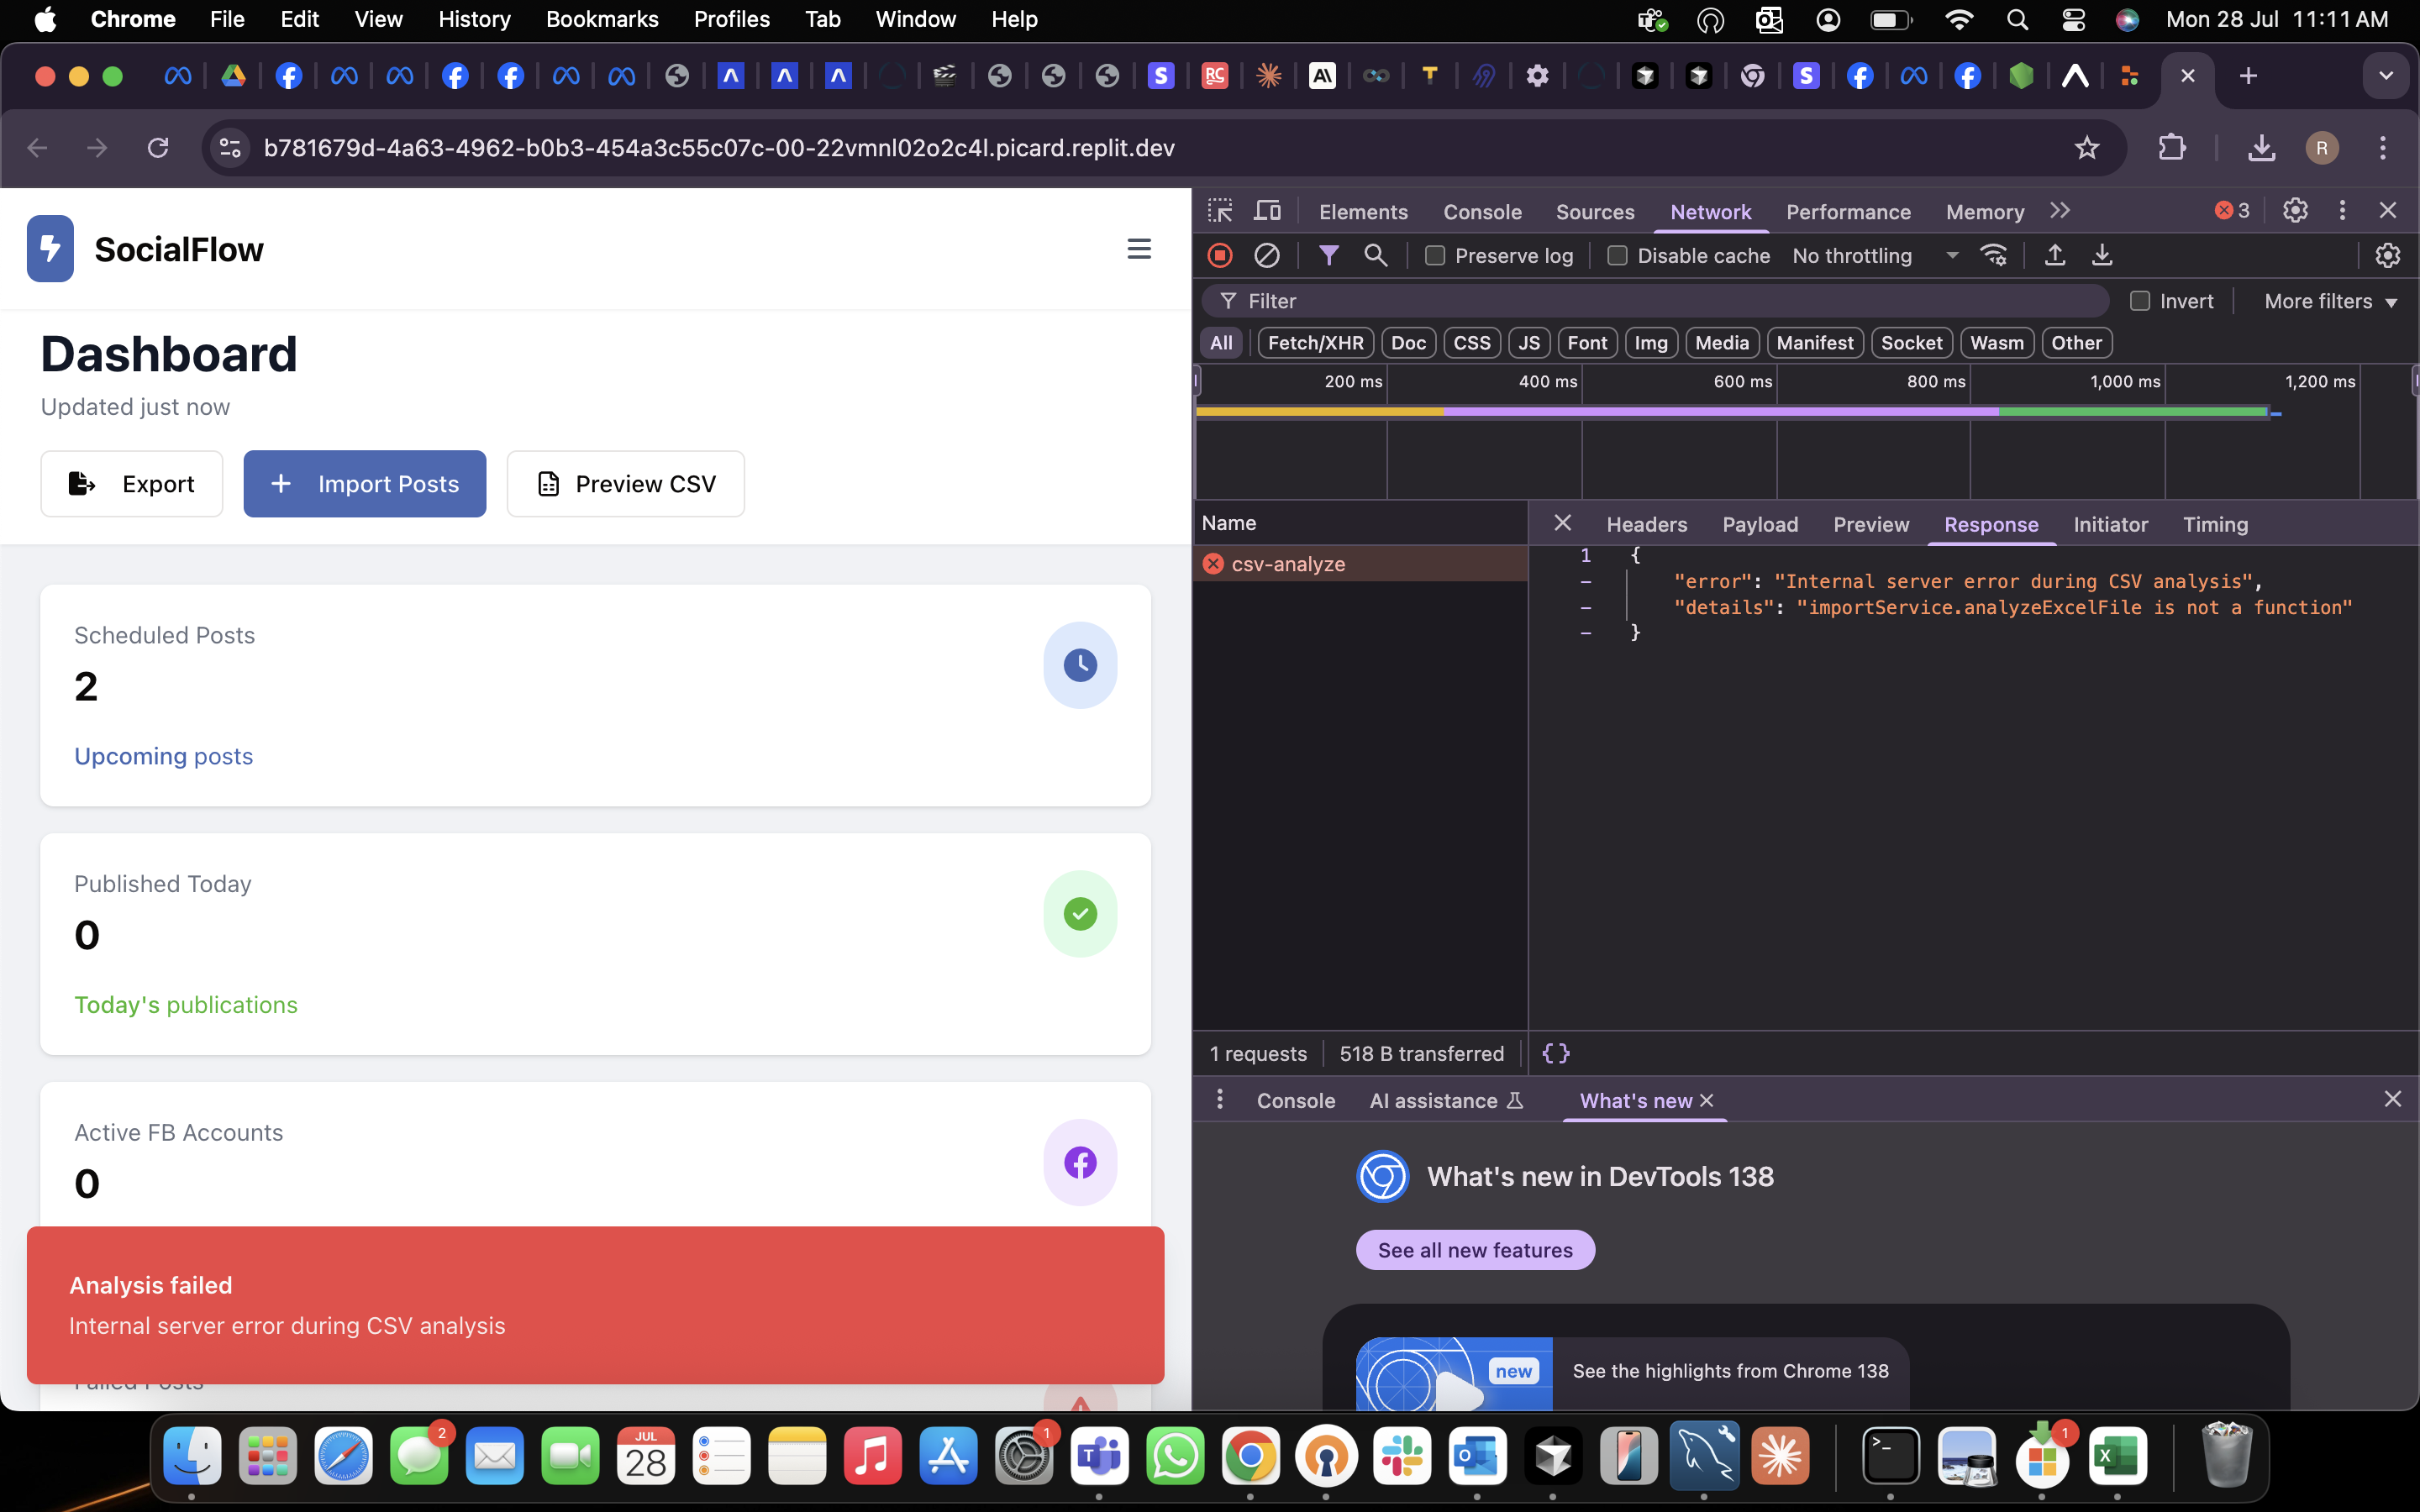 Chrome File Edit View History Bookmarks Profiles Tab Window Help Mon 28 Jul 11:11 AM
b781679d-4a63-4962-b0b3-454a3c55c07c-00-22vmnl02o2c4l.picard.replit.dev R
SocialFlow
Dashboard
Updated just now
Export Import Posts Preview CSV
Scheduled Posts
2
Upcoming posts
Published Today
0
Today's publications
Active FB Accounts
0
Analysis failed
Internal server error during CSV analysis
Failed Posts
Elements Console Sources Network Performance Memory 3
Preserve log Disable cache No throttling
Filter Invert More filters
All Fetch/XHR Doc CSS JS Font Img Media Manifest Socket Wasm Other
200 ms 400 ms 600 ms 800 ms 1,000 ms 1,200 ms
Name Headers Payload Preview Response Initiator Timing
csv-analyze
1 {
"error": "Internal server error during CSV analysis",
"details": "importService.analyzeExcelFile is not a function"
}
1 requests 518 B transferred { }
Console AI assistance What's new
What's new in DevTools 138
See all new features
new See the highlights from Chrome 138
2 JUL 28 1 1